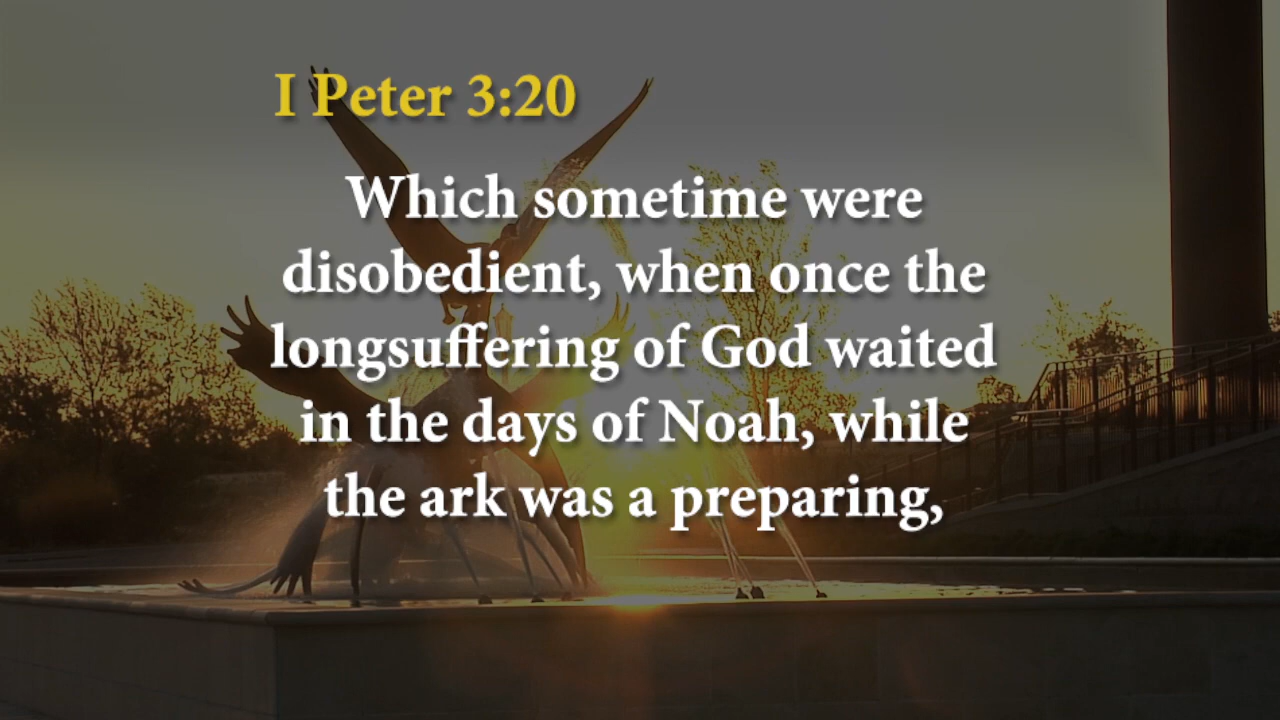 I Peter 3:20
Which sometime were
disobedient, when once the
longsuffering of God waited
in the days of Noah, while
the ark was a preparing,